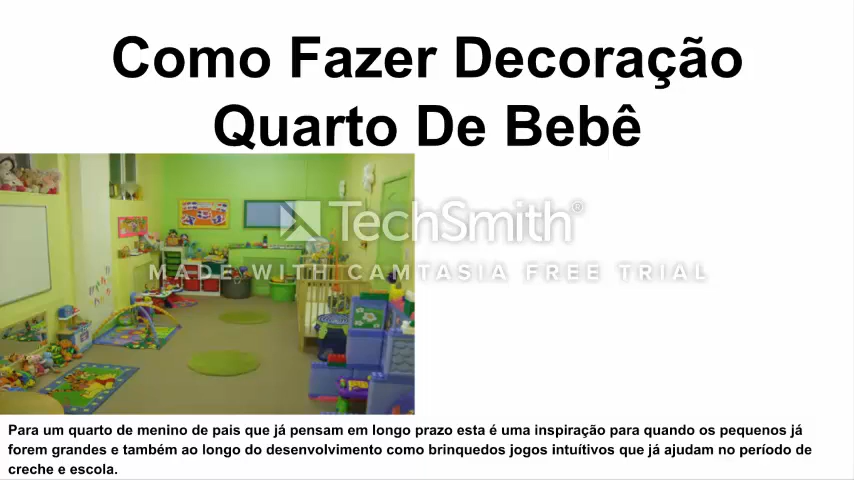 Como Fazer Decoração
Quarto De Bebê
TechSmith®
MADE WITH CAMTASIA FREE TRIAL
Para um quarto de menino de pais que já pensam em longo prazo esta é uma inspiração para quando os pequenos já
forem grandes e também ao longo do desenvolvimento como brinquedos jogos intuítivos que já ajudam no período de
creche e escola.